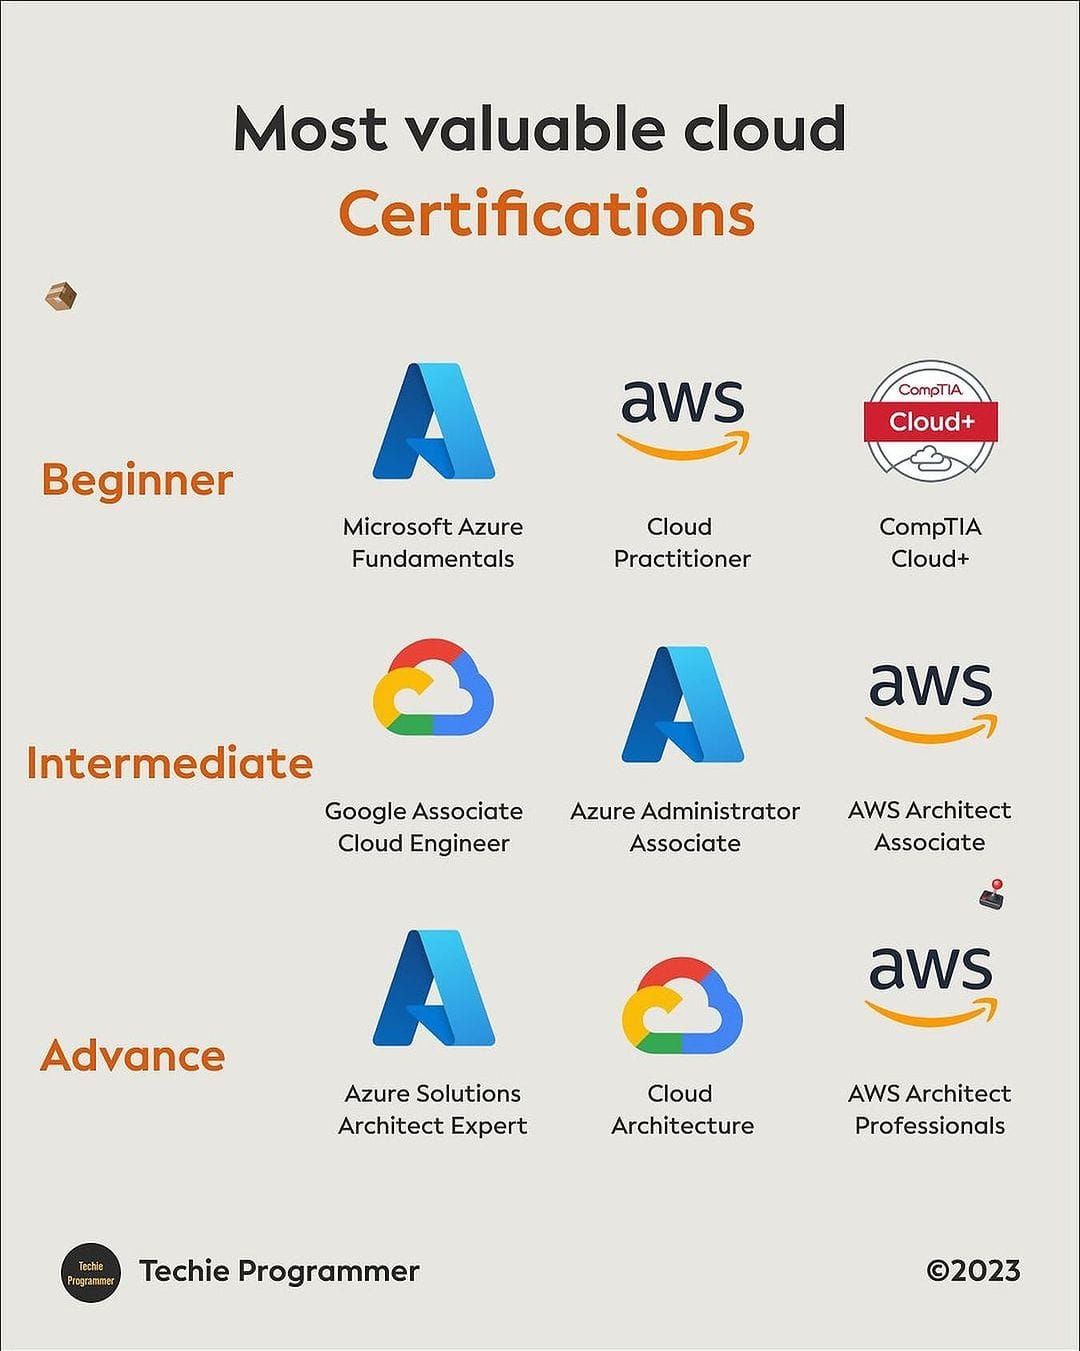 Most valuable cloud
Certifications
Beginner
Microsoft Azure
Fundamentals
aws
Cloud
Practitioner
CompTIA
Cloud+
CompTIA
Cloud+
Intermediate
Google Associate
Cloud Engineer
Azure Administrator
Associate
aws
AWS Architect
Associate
Advance
Azure Solutions
Architect Expert
Cloud
Architecture
aws
AWS Architect
Professionals
Techie
Programmer
Techie Programmer
©2023